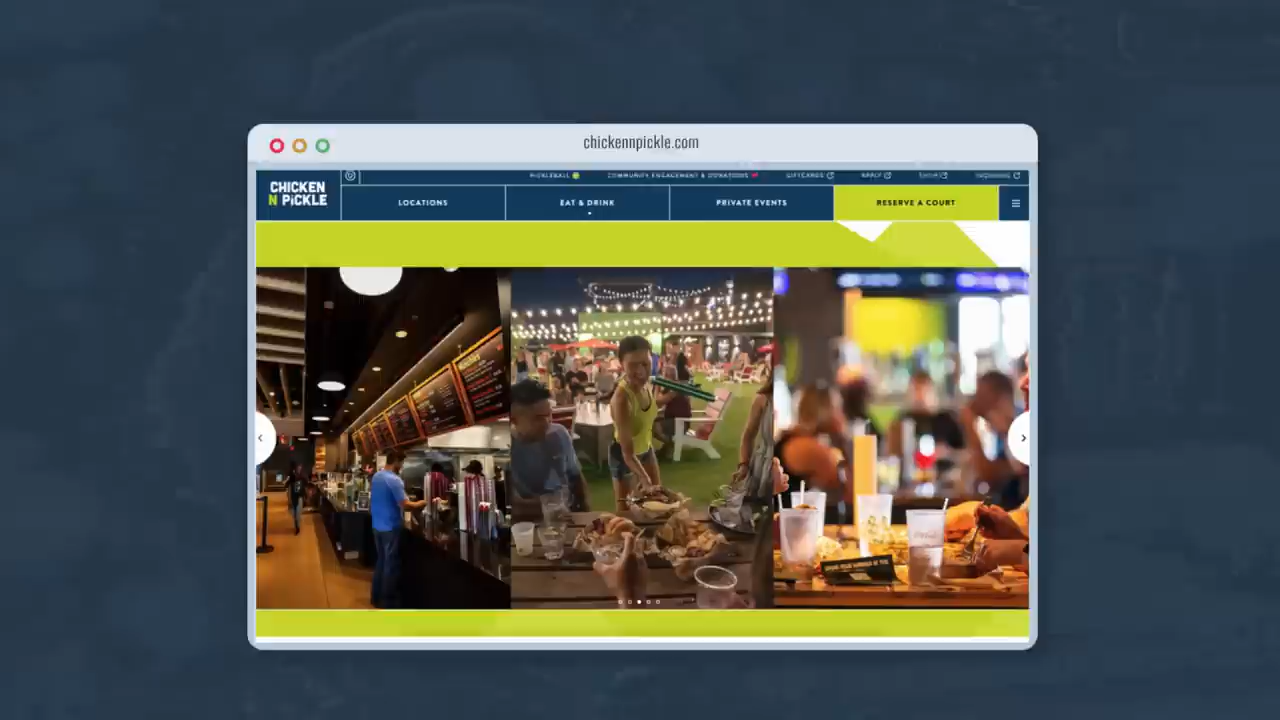 chickennpickle.com
PICKLEBALL
COMMUNITY ENGAGEMENT & DONATIONS
GIFTCARDS
APPLY
CHICKEN
N PICKLE
LOCATIONS
EAT & DRINK
PRIVATE EVENTS
RESERVE A COURT